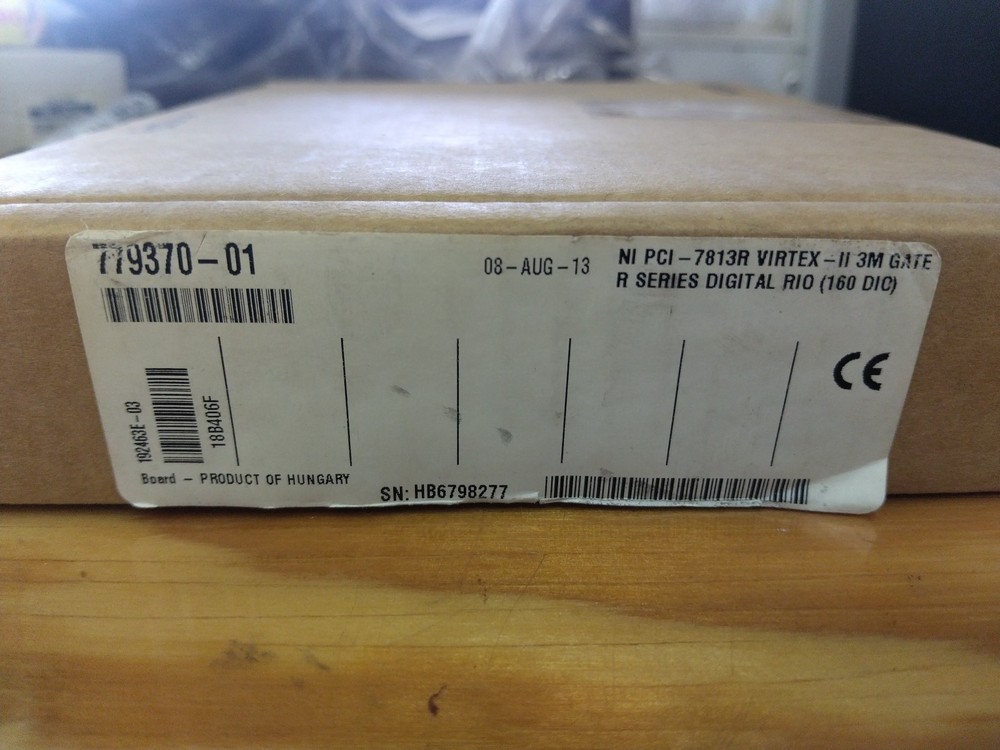 779370-01
08-AUG-13
NI PCI-7813R VIRTEX-II 3M GATE
R SERIES DIGITAL RIO (160 DIO)
192463E-03
18B406F
CE
Board - PRODUCT OF HUNGARY
SN: HB6798277